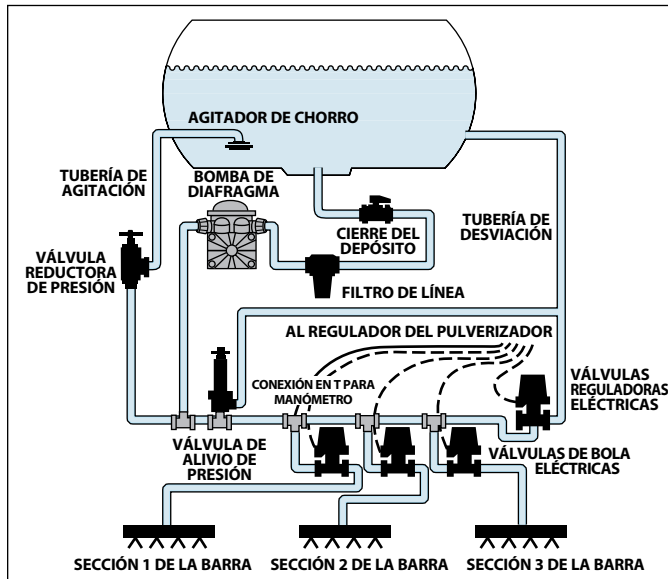 AGITADOR DE CHORRO
TUBERÍA DE
AGITACIÓN
BOMBA DE
DIAFRAGMA
CIERRE DEL
DEPÓSITO
TUBERÍA DE
DESVIACIÓN
VÁLVULA
REDUCTORA
DE PRESIÓN
FILTRO DE LÍNEA
AL REGULADOR DEL PULVERIZADOR
CONEXIÓN EN T PARA
MANÓMETRO
VÁLVULAS
REGULADORAS
ELÉCTRICAS
VÁLVULA DE
ALIVIO DE
PRESIÓN
VÁLVULAS DE BOLA
ELÉCTRICAS
SECCIÓN 1 DE LA BARRA
SECCIÓN 2 DE LA BARRA
SECCIÓN 3 DE LA BARRA